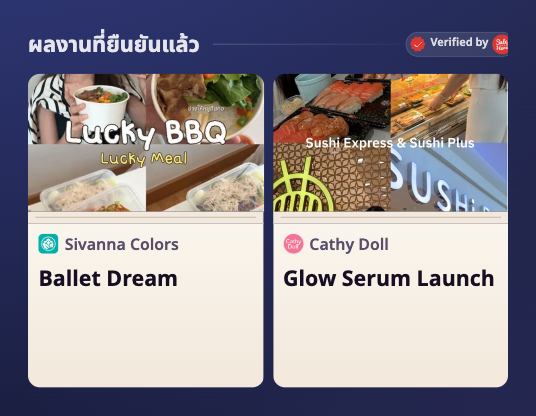 ผลงานที่ยืนยันแล้ว
Verified by
Lucky BBQ
Lucky Meal
Sushi Express & Sushi Plus
SUSHi
Sivanna Colors
Ballet Dream
Cathy Doll
Cathy Doll
Glow Serum Launch